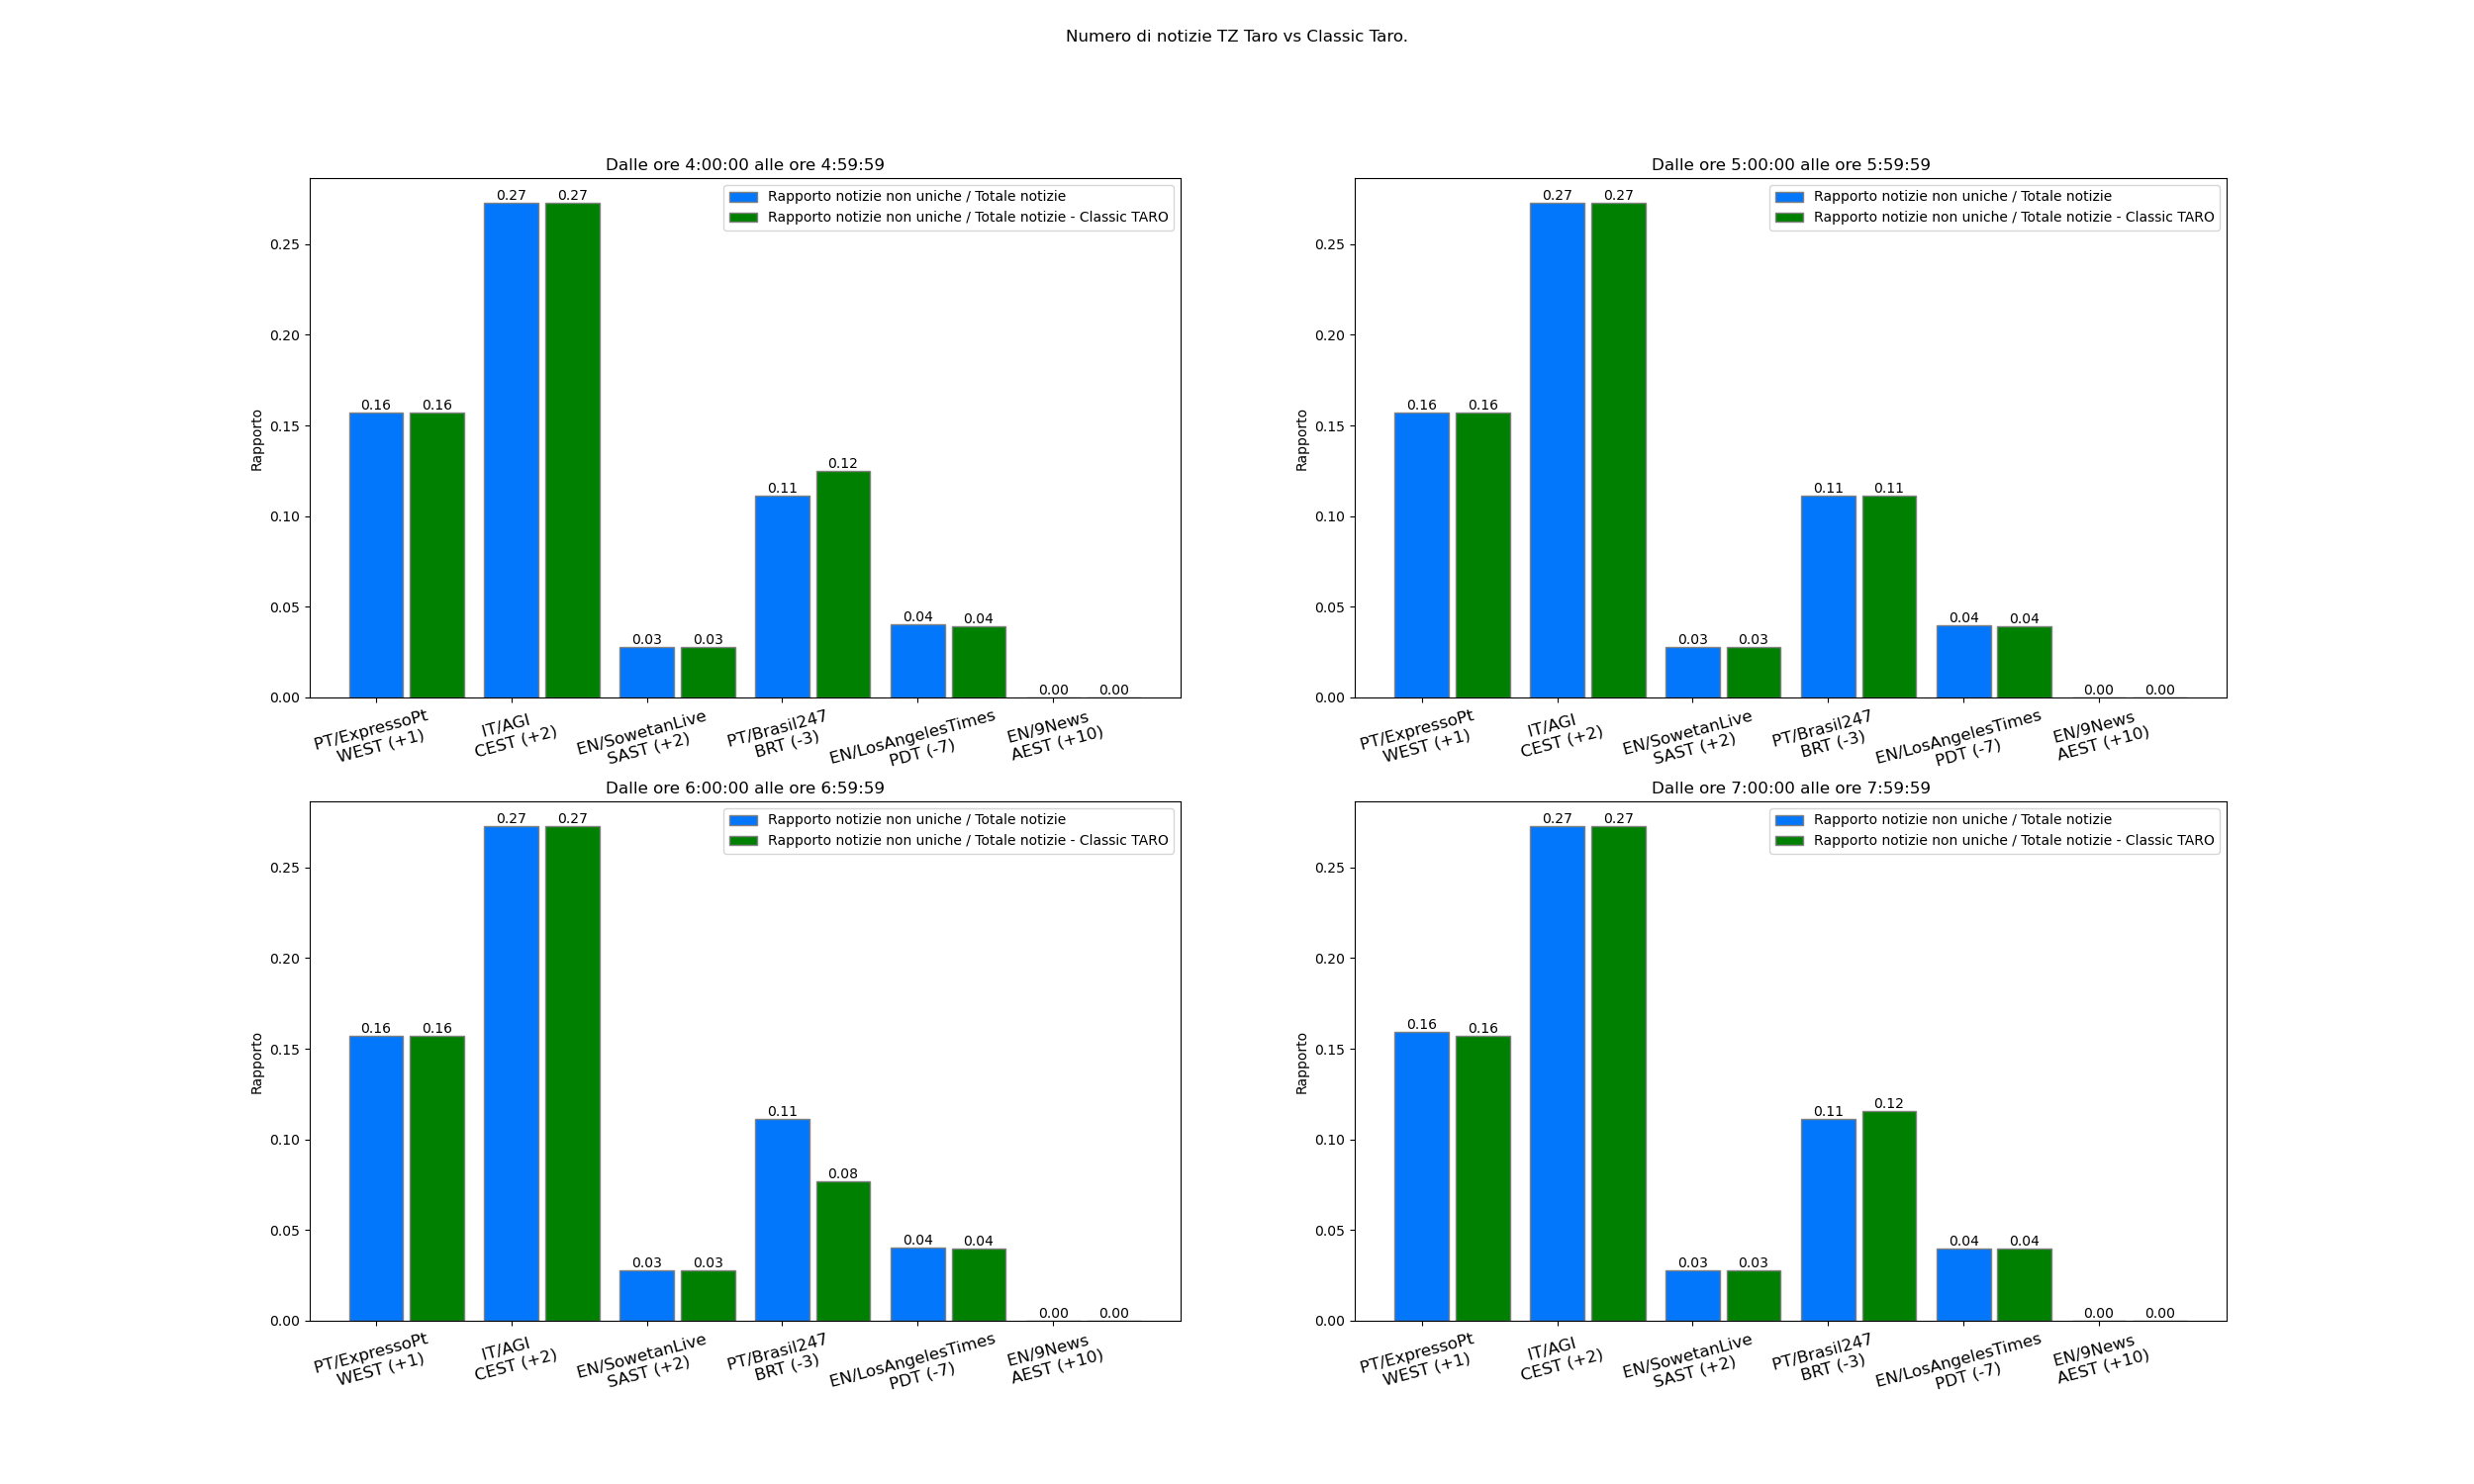 Numero di notizie TZ Taro vs Classic Taro.
Dalle ore 4:00:00 alle ore 4:59:59
Rapporto notizie non uniche / Totale notizie
Rapporto notizie non uniche / Totale notizie - Classic TARO
Rapporto
0.25
0.20
0.15
0.10
0.05
0.00
0.16
0.16
0.27
0.27
0.03
0.03
0.11
0.12
0.04
0.04
0.00
0.00
PT/ExpressoPt
WEST (+1)
IT/AGI
CEST (+2)
EN/SowetanLive
SAST (+2)
PT/Brasil247
BRT (-3)
EN/LosAngelesTimes
PDT (-7)
EN/9News
AEST (+10)
Dalle ore 5:00:00 alle ore 5:59:59
Rapporto notizie non uniche / Totale notizie
Rapporto notizie non uniche / Totale notizie - Classic TARO
Rapporto
0.25
0.20
0.15
0.10
0.05
0.00
0.16
0.16
0.27
0.27
0.03
0.03
0.11
0.11
0.04
0.04
0.00
0.00
PT/ExpressoPt
WEST (+1)
IT/AGI
CEST (+2)
EN/SowetanLive
SAST (+2)
PT/Brasil247
BRT (-3)
EN/LosAngelesTimes
PDT (-7)
EN/9News
AEST (+10)
Dalle ore 6:00:00 alle ore 6:59:59
Rapporto notizie non uniche / Totale notizie
Rapporto notizie non uniche / Totale notizie - Classic TARO
Rapporto
0.25
0.20
0.15
0.10
0.05
0.00
0.16
0.16
0.27
0.27
0.03
0.03
0.11
0.08
0.04
0.04
0.00
0.00
PT/ExpressoPt
WEST (+1)
IT/AGI
CEST (+2)
EN/SowetanLive
SAST (+2)
PT/Brasil247
BRT (-3)
EN/LosAngelesTimes
PDT (-7)
EN/9News
AEST (+10)
Dalle ore 7:00:00 alle ore 7:59:59
Rapporto notizie non uniche / Totale notizie
Rapporto notizie non uniche / Totale notizie - Classic TARO
Rapporto
0.25
0.20
0.15
0.10
0.05
0.00
0.16
0.16
0.27
0.27
0.03
0.03
0.11
0.12
0.04
0.04
0.00
0.00
PT/ExpressoPt
WEST (+1)
IT/AGI
CEST (+2)
EN/SowetanLive
SAST (+2)
PT/Brasil247
BRT (-3)
EN/LosAngelesTimes
PDT (-7)
EN/9News
AEST (+10)